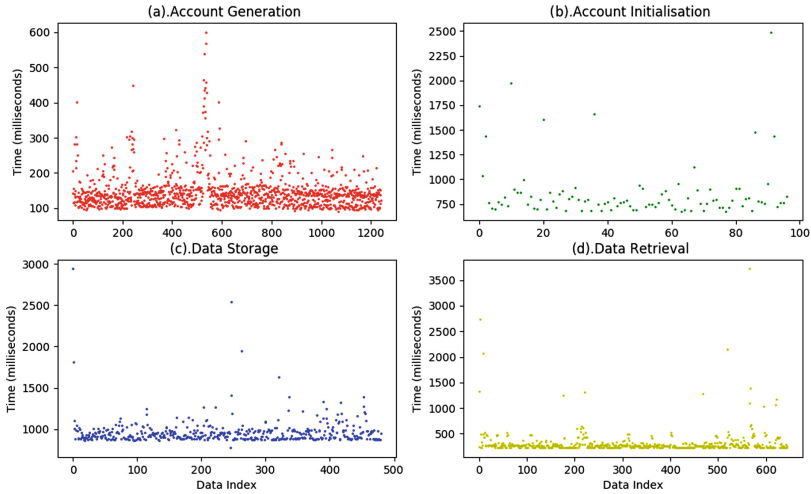 (a).Account Generation
Time (milliseconds)
600
500
400
300
200
100
0 200 400 600 800 1000 1200
(b).Account Initialisation
Time (milliseconds)
2500
2250
2000
1750
1500
1250
1000
750
0 20 40 60 80 100
(c).Data Storage
Time (milliseconds)
3000
2500
2000
1500
1000
0 100 200 300 400 500
Data Index
(d).Data Retrieval
Time (milliseconds)
3500
3000
2500
2000
1500
1000
500
0 100 200 300 400 500 600
Data Index